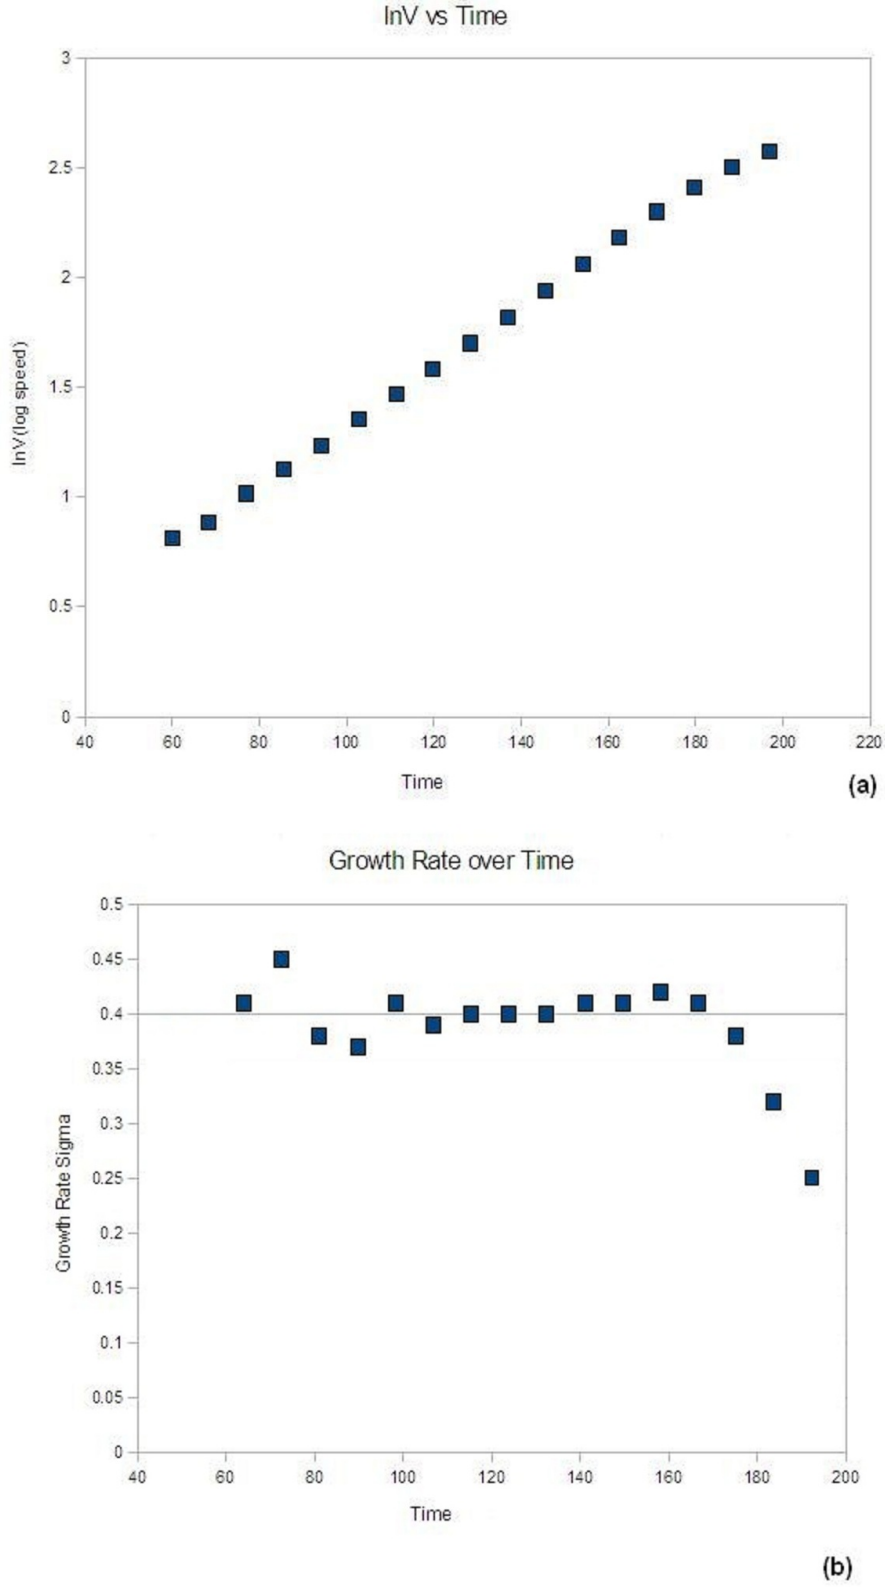 lnV vs Time
3
2.5
2
1.5
1
0.5
0
lnV(log speed)
40 60 80 100 120 140 160 180 200 220
Time
(a)
Growth Rate over Time
0.5
0.45
0.4
0.35
0.3
0.25
0.2
0.15
0.1
0.05
0
Growth Rate Sigma
40 60 80 100 120 140 160 180 200
Time
(b)